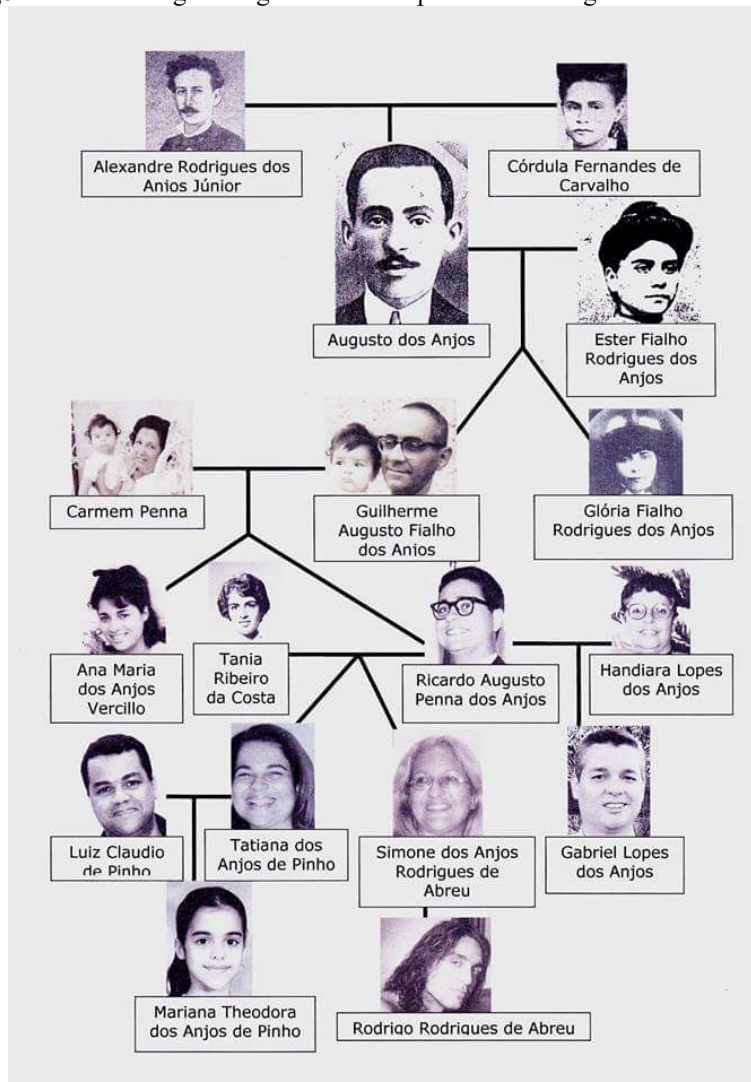 Alexandre Rodrigues dos
Anjos Júnior
Córdula Fernandes de
Carvalho
Augusto dos Anjos
Ester Fialho
Rodrigues dos
Anjos
Carmem Penna
Guilherme
Augusto Fialho
dos Anjos
Glória Fialho
Rodrigues dos Anjos
Ana Maria
dos Anjos
Vercillo
Tania
Ribeiro
da Costa
Ricardo Augusto
Penna dos Anjos
Handiara Lopes
dos Anjos
Luiz Claudio
de Pinho
Tatiana dos
Anjos de Pinho
Simone dos Anjos
Rodrigues de
Abreu
Gabriel Lopes
dos Anjos
Mariana Theodora
dos Anjos de Pinho
Rodrigo Rodrigues de Abreu